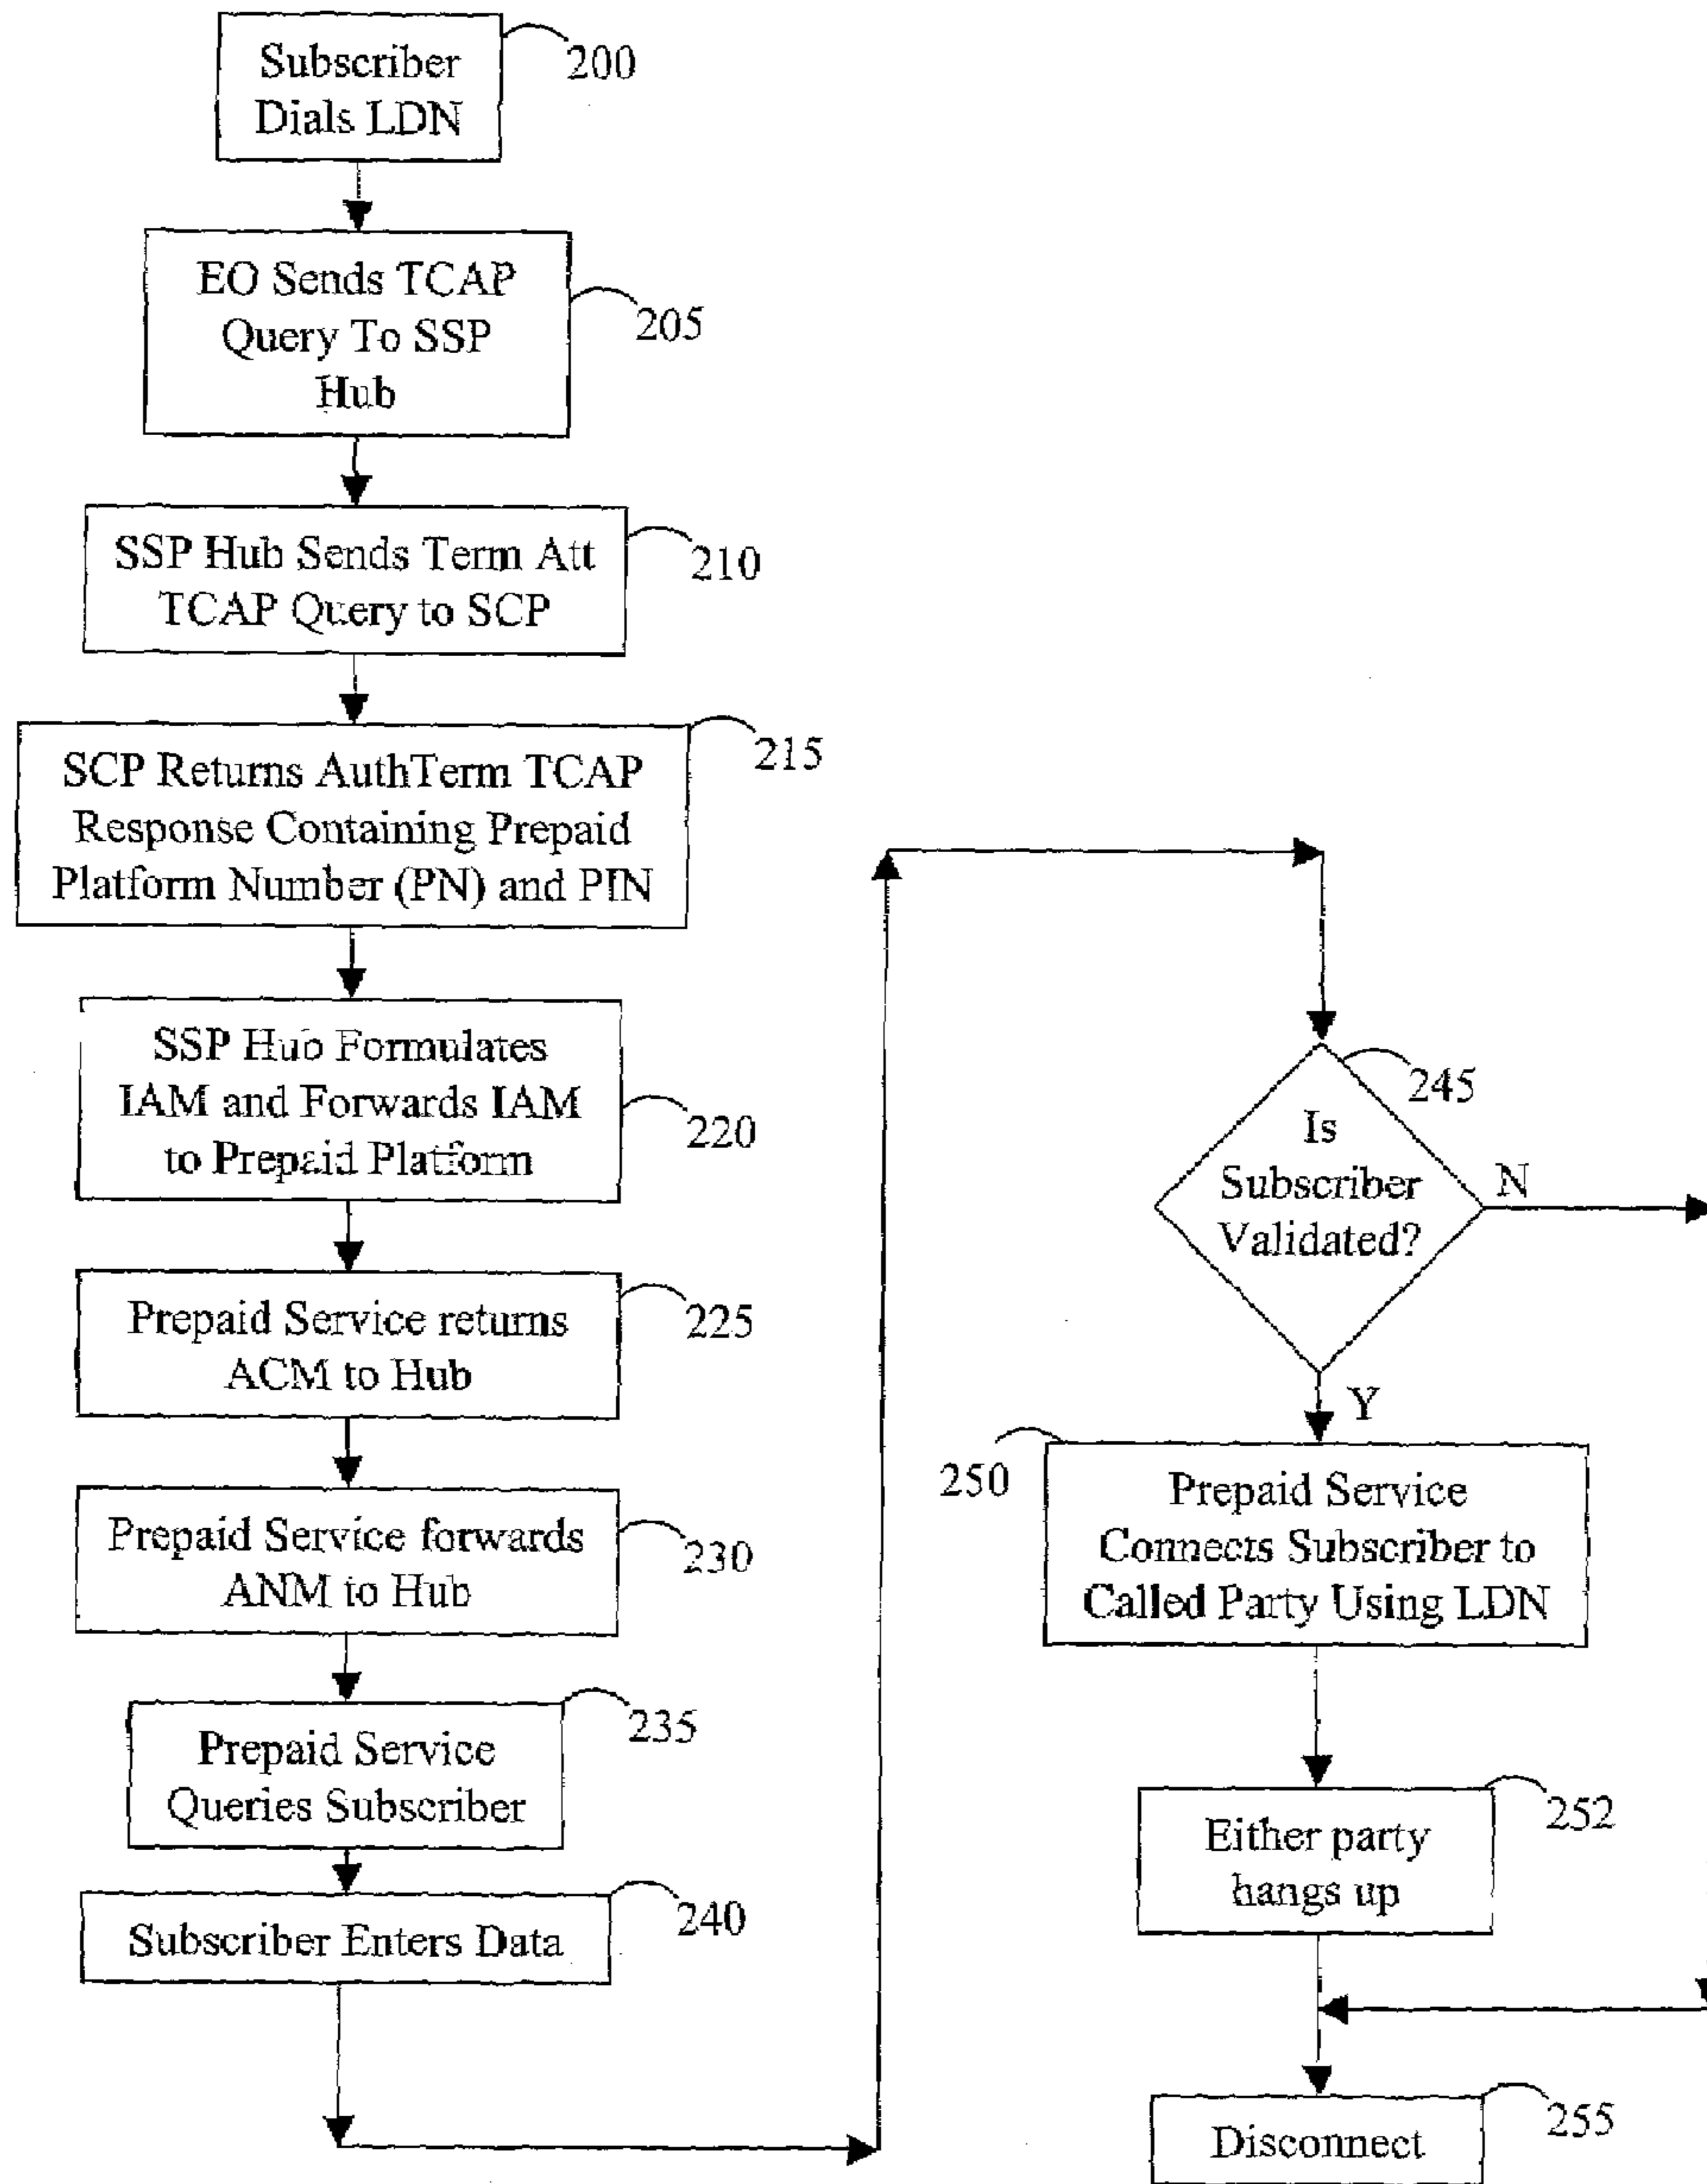 Subscriber
Dials LDN
200
EO Sends TCAP
Query To SSP
Hub
205
SSP Hub Sends Term Att
TCAP Query to SCP
210
SCP Returns AuthTerm TCAP
Response Containing Prepaid
Platform Number (PN) and PIN
215
SSP Hub Formulates
IAM and Forwards IAM
to Prepaid Platform
220
Prepaid Service returns
ACM to Hub
225
Prepaid Service forwards
ANM to Hub
230
Prepaid Service
Queries Subscriber
235
Subscriber Enters Data
240
Is
Subscriber
Validated?
245
N
Y
250
Prepaid Service
Connects Subscriber to
Called Party Using LDN
Either party
hangs up
252
Disconnect
255